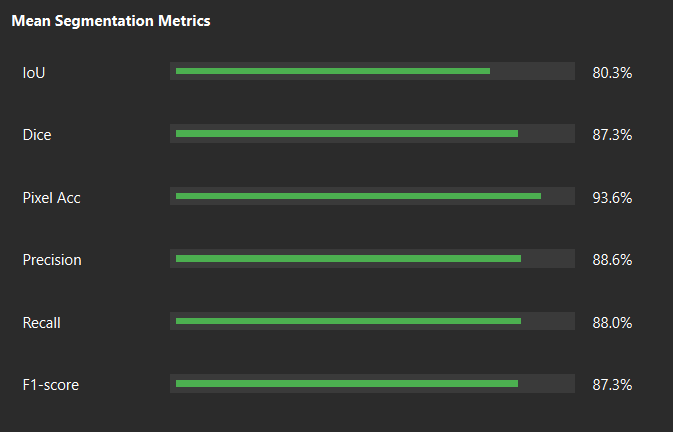 Mean Segmentation Metrics
IoU 80.3%
Dice 87.3%
Pixel Acc 93.6%
Precision 88.6%
Recall 88.0%
F1-score 87.3%